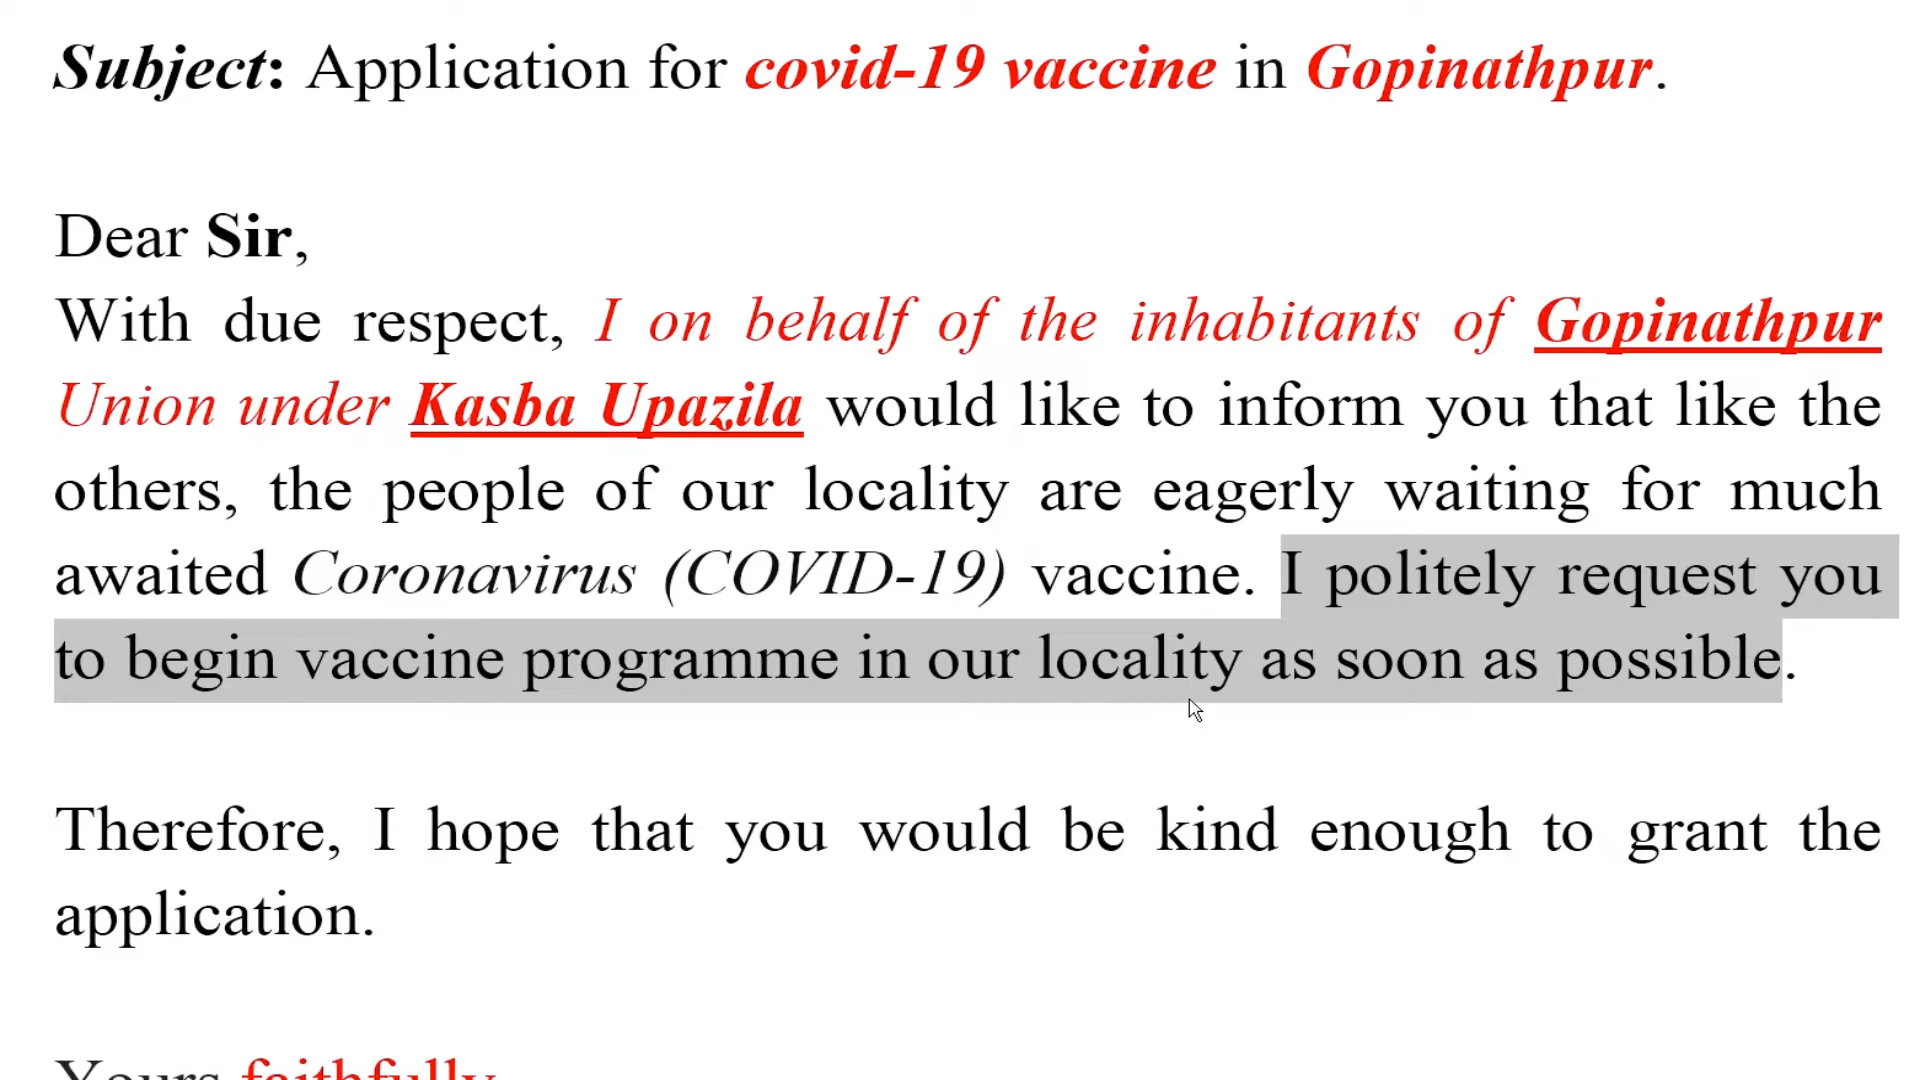 Subject: Application for covid-19 vaccine in Gopinathpur.
Dear Sir,
With due respect, I on behalf of the inhabitants of Gopinathpur
Union under Kasba Upazila would like to inform you that like the
others, the people of our locality are eagerly waiting for much
awaited Coronavirus (COVID-19) vaccine. I politely request you
to begin vaccine programme in our locality as soon as possible.
Therefore, I hope that you would be kind enough to grant the
application.
Yours faithfully